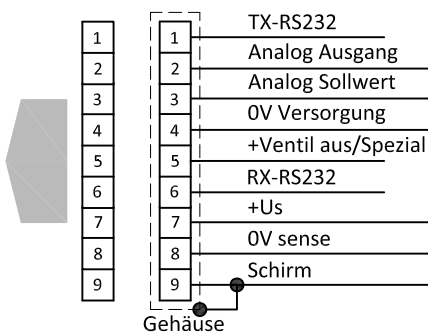 1 1 TX-RS232
2 2 Analog Ausgang
3 3 Analog Sollwert
4 4 0V Versorgung
5 5 +Ventil aus/Spezial
6 6 RX-RS232
7 7 +Us
8 8 0V sense
9 9 Schirm
Gehäuse